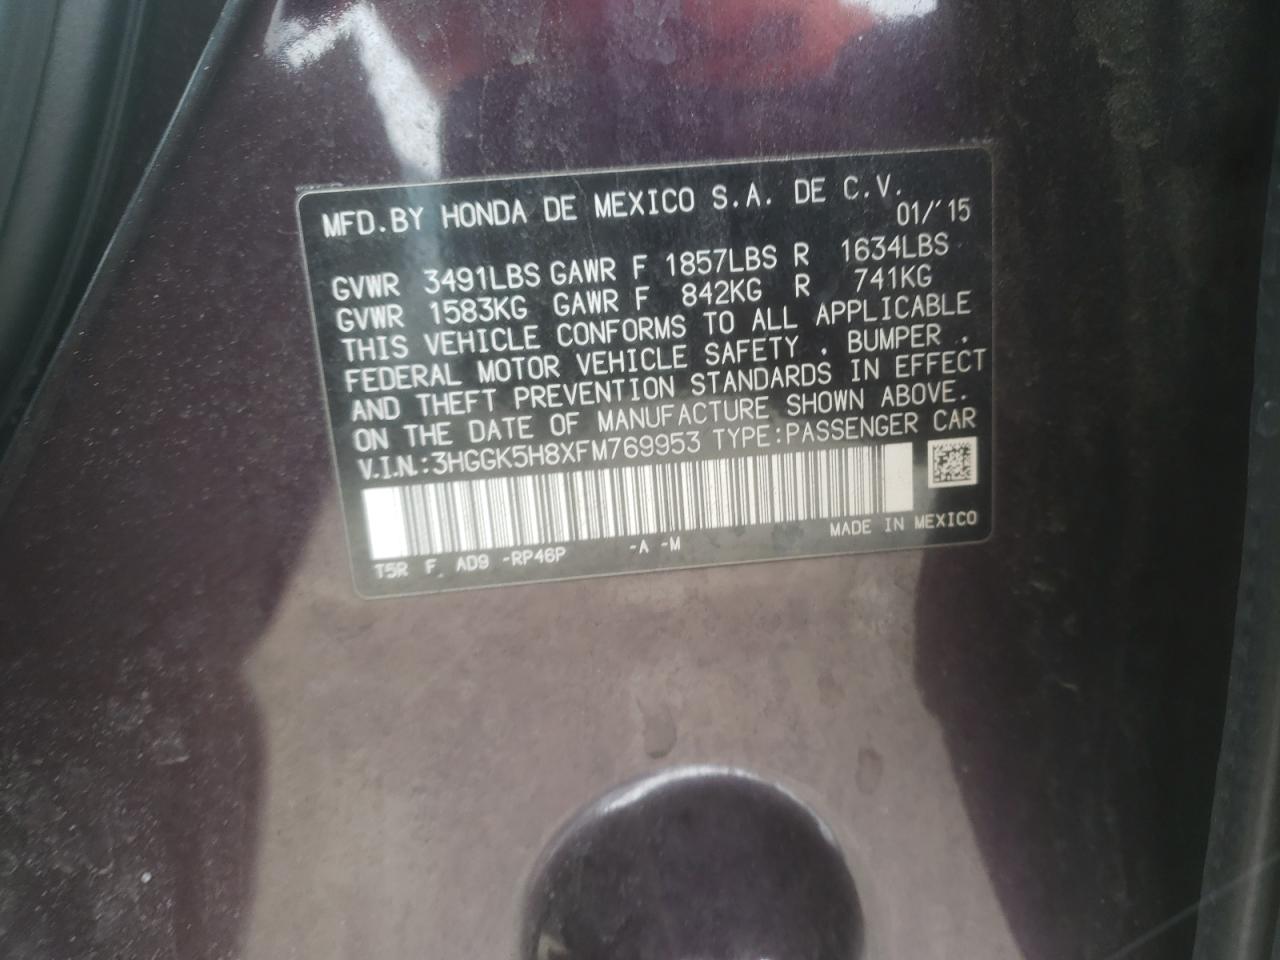 MFD.BY HONDA DE MEXICO S.A. DE C.V.
01/'15
GVWR 3491LBS GAWR F 1857LBS R 1634LBS
GVWR 1583KG GAWR F 842KG R 741KG
THIS VEHICLE CONFORMS TO ALL APPLICABLE
FEDERAL MOTOR VEHICLE SAFETY , BUMPER ,
AND THEFT PREVENTION STANDARDS IN EFFECT
ON THE DATE OF MANUFACTURE SHOWN ABOVE.
V.I.N.:3HGGK5H8XFM769953 TYPE:PASSENGER CAR
T5R F AD9 -RP46P -A -M MADE IN MEXICO